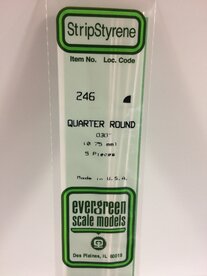 StripStyrene
Item No. Loc. Code
246
QUARTER ROUND
.030"
(0.75 mm)
5 Pieces
Made in U.S.A.
evergreen
scale models
Des Plaines, IL 60018